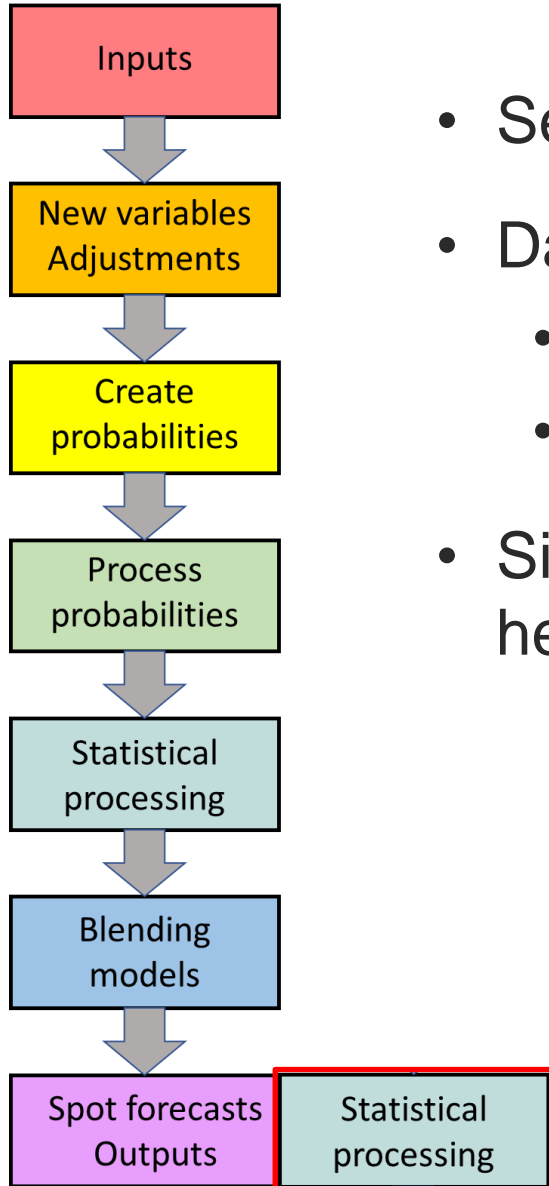 Inputs
New variables
Adjustments
Create
probabilities
Process
probabilities
Statistical
processing
Blending
models
Spot forecasts
Outputs
Statistical
processing